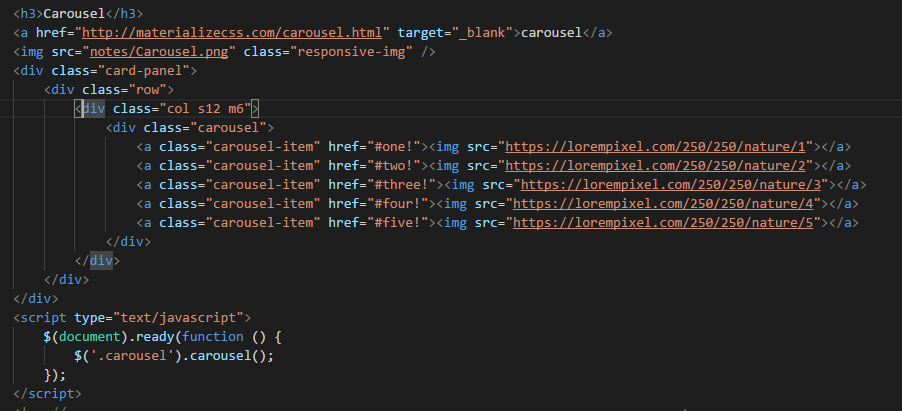 <h3>Carousel</h3>
<a href="http://materializecss.com/carousel.html" target="_blank">carousel</a>
<img src="notes/Carousel.png" class="responsive-img" />
<div class="card-panel">
<div class="row">
<div class="col s12 m6">
<div class="carousel">
<a class="carousel-item" href="#one!"><img src="https://lorempixel.com/250/250/nature/1"></a>
<a class="carousel-item" href="#two!"><img src="https://lorempixel.com/250/250/nature/2"></a>
<a class="carousel-item" href="#three!"><img src="https://lorempixel.com/250/250/nature/3"></a>
<a class="carousel-item" href="#four!"><img src="https://lorempixel.com/250/250/nature/4"></a>
<a class="carousel-item" href="#five!"><img src="https://lorempixel.com/250/250/nature/5"></a>
</div>
</div>
</div>
</div>
<script type="text/javascript">
$(document).ready(function () {
$('.carousel').carousel();
});
</script>